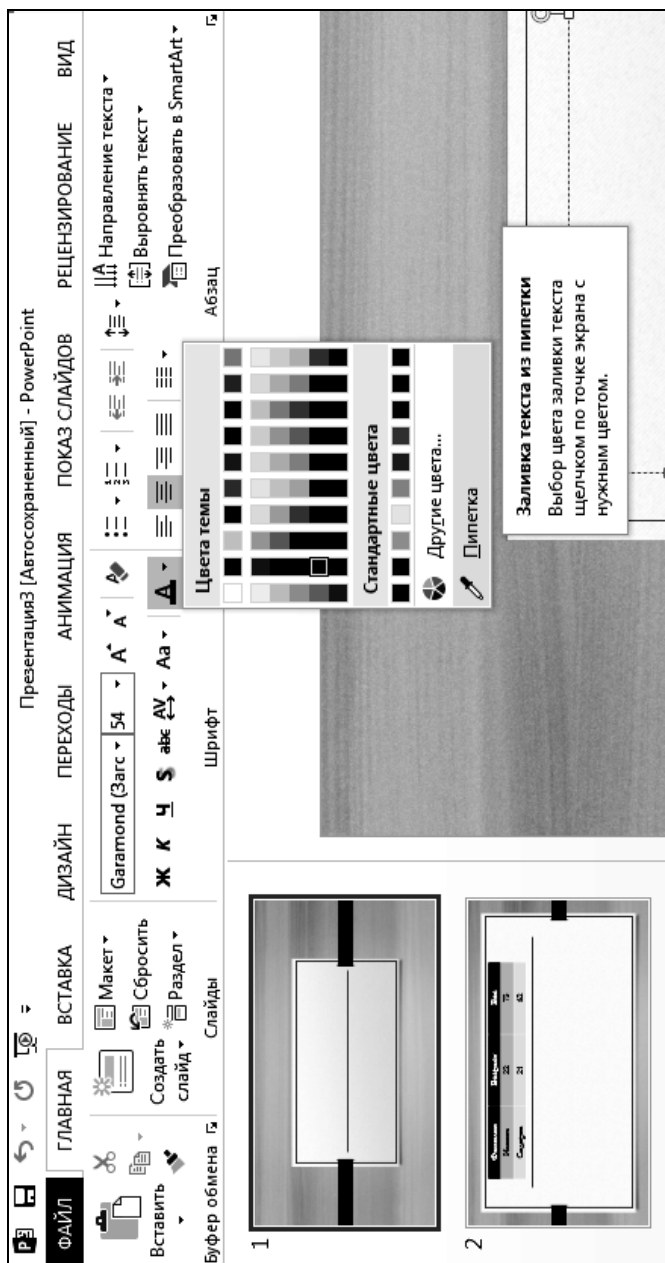 Презентация3 [Автосохраненный] - PowerPoint
ФАЙЛ ГЛАВНАЯ ВСТАВКА ДИЗАЙН ПЕРЕХОДЫ АНИМАЦИЯ ПОКАЗ СЛАЙДОВ РЕЦЕНЗИРОВАНИЕ ВИД
Вставить
Буфер обмена
Создать
слайд
Макет
Сбросить
Раздел
Слайды
Garamond (Загс 54
Ж К Ч S abc AV Aa
Шрифт
Направление текста
Выровнять текст
Преобразовать в SmartArt
Абзац
Цвета темы
Стандартные цвета
Другие цвета...
Пипетка
Заливка текста из пипетки
Выбор цвета заливки текста
щелчком по точке экрана с
нужным цветом.
1
2